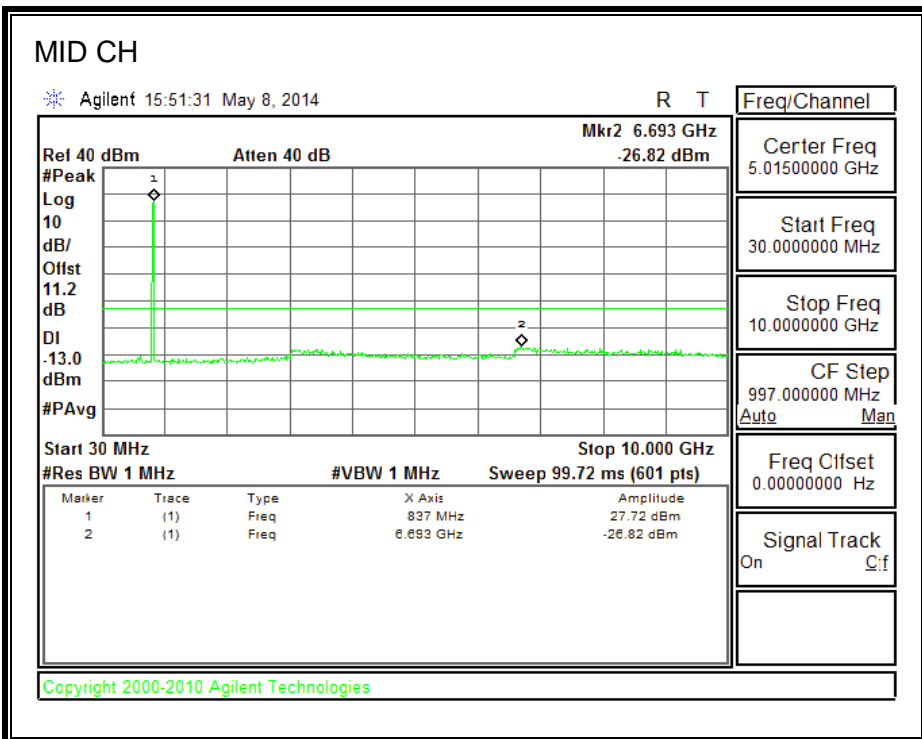 MID CH
Agilent 15:51:31 May 8, 2014 R T
Freq/Channel
Mkr2 6.693 GHz
Ref 40 dBm Atten 40 dB -26.82 dBm
#Peak
Log
10
dB/
Offst
11.2
dB
DI
-13.0
dBm
#PAvg
1
2
Start 30 MHz Stop 10.000 GHz
#Res BW 1 MHz #VBW 1 MHz Sweep 99.72 ms (601 pts)
Marker Trace Type X Axis Amplitude
1 (1) Freq 837 MHz 27.72 dBm
2 (1) Freq 6.693 GHz -26.82 dBm
Center Freq
5.01500000 GHz
Start Freq
30.0000000 MHz
Stop Freq
10.0000000 GHz
CF Step
997.000000 MHz
Auto Man
Freq Offset
0.00000000 Hz
Signal Track
On Off
Copyright 2000-2010 Agilent Technologies